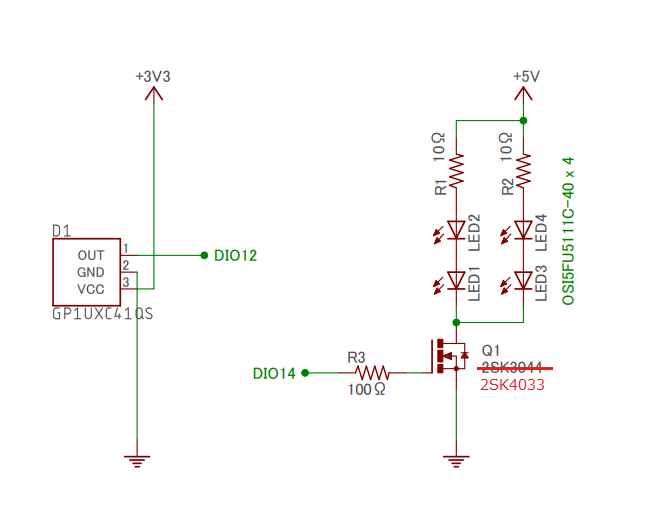 +3V3
+5V
10Ω
R1
10Ω
R2
LED2
LED4
LED1
LED3
OSI5FU5111C-40 x 4
D1
OUT
GND
VCC
1
2
3
GP1UXC41QS
DIO12
DIO14
R3
100Ω
Q1
2SK3044
2SK4033